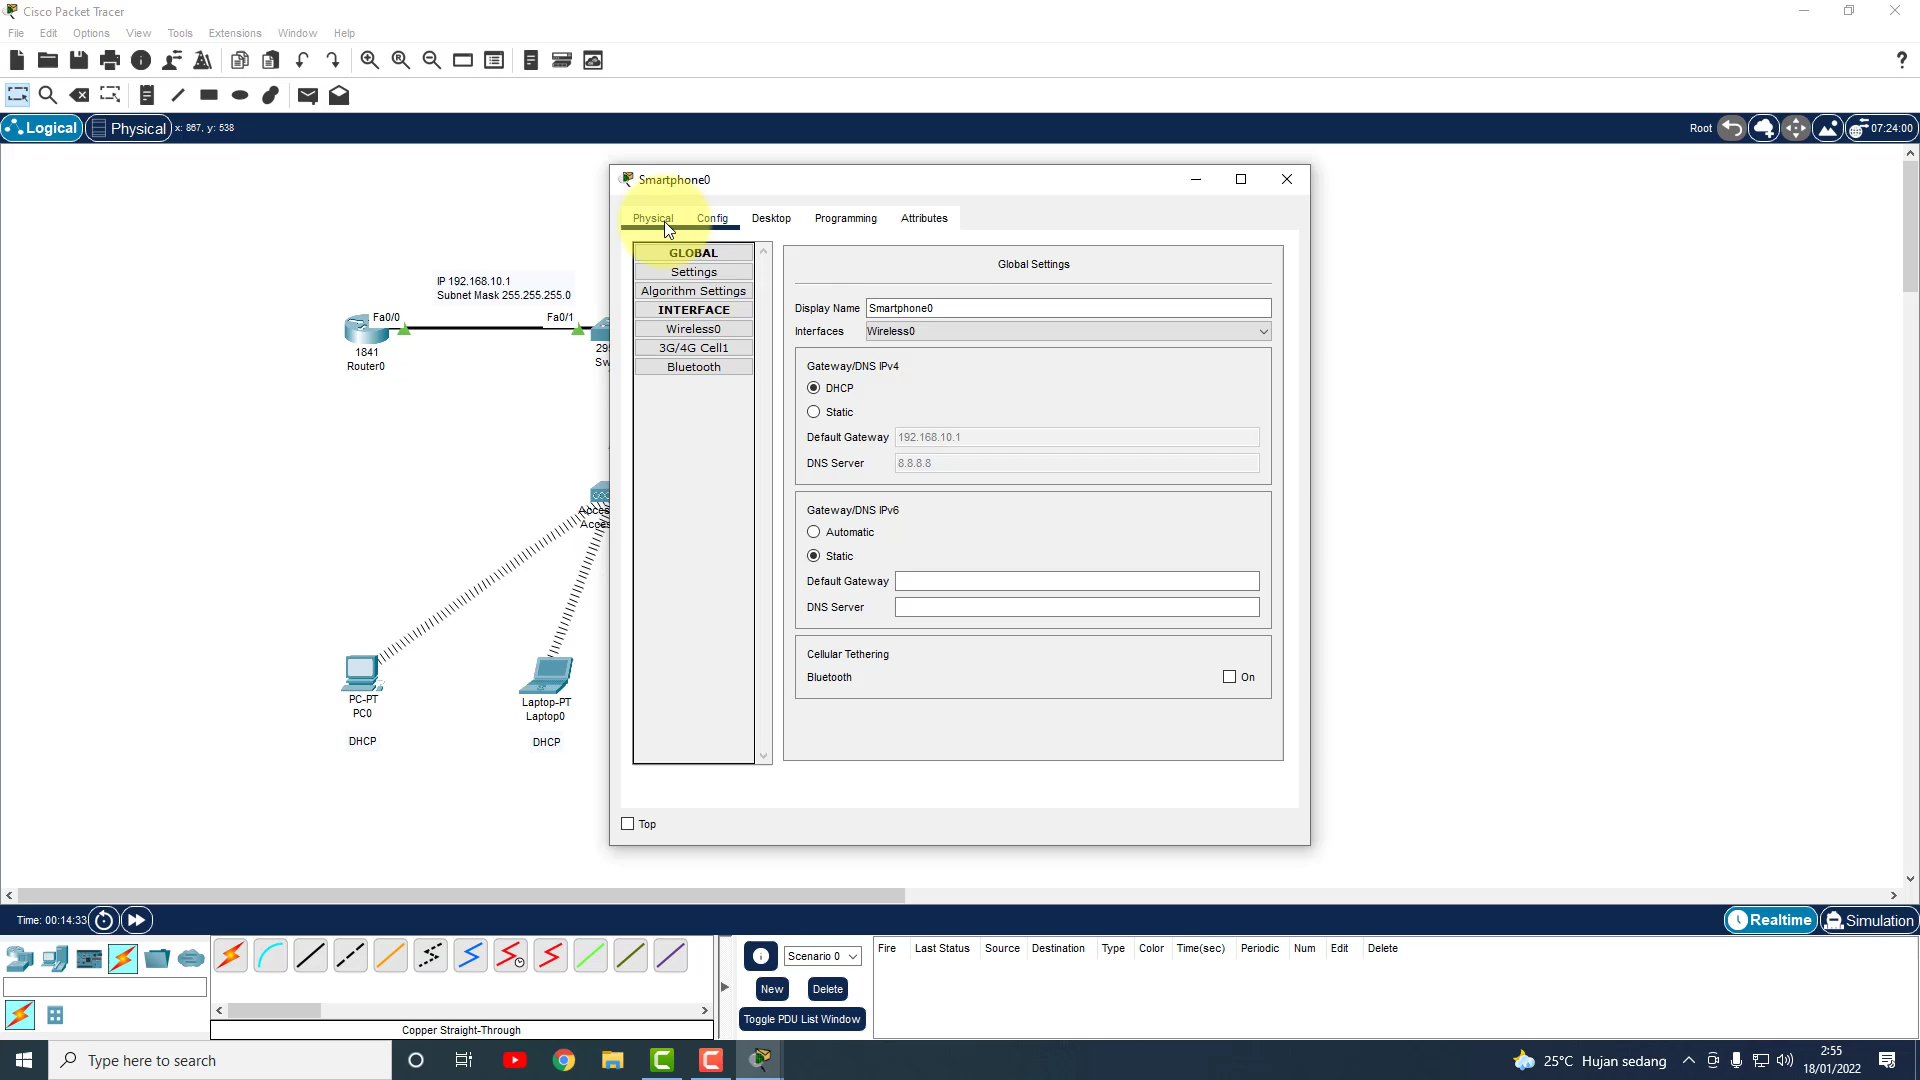 Cisco Packet Tracer
File Edit Options View Tools Extensions Window Help
Logical Physical x: 867, y: 538 Root 07:24:00
IP 192.168.10.1
Subnet Mask 255.255.255.0
Fa0/0 Fa0/1
1841
Router0
PC-PT
PC0
DHCP
Laptop-PT
Laptop0
DHCP
Smartphone0
Physical Config Desktop Programming Attributes
GLOBAL
Settings
Algorithm Settings
INTERFACE
Wireless0
3G/4G Cell1
Bluetooth
Global Settings
Display Name Smartphone0
Interfaces Wireless0
Gateway/DNS IPv4
DHCP
Static
Default Gateway 192.168.10.1
DNS Server 8.8.8.8
Gateway/DNS IPv6
Automatic
Static
Default Gateway
DNS Server
Cellular Tethering
Bluetooth On
Top
Time: 00:14:33 Realtime Simulation
Scenario 0
New Delete
Toggle PDU List Window
Fire Last Status Source Destination Type Color Time(sec) Periodic Num Edit Delete
Copper Straight-Through
Type here to search
25°C Hujan sedang
2:55
18/01/2022